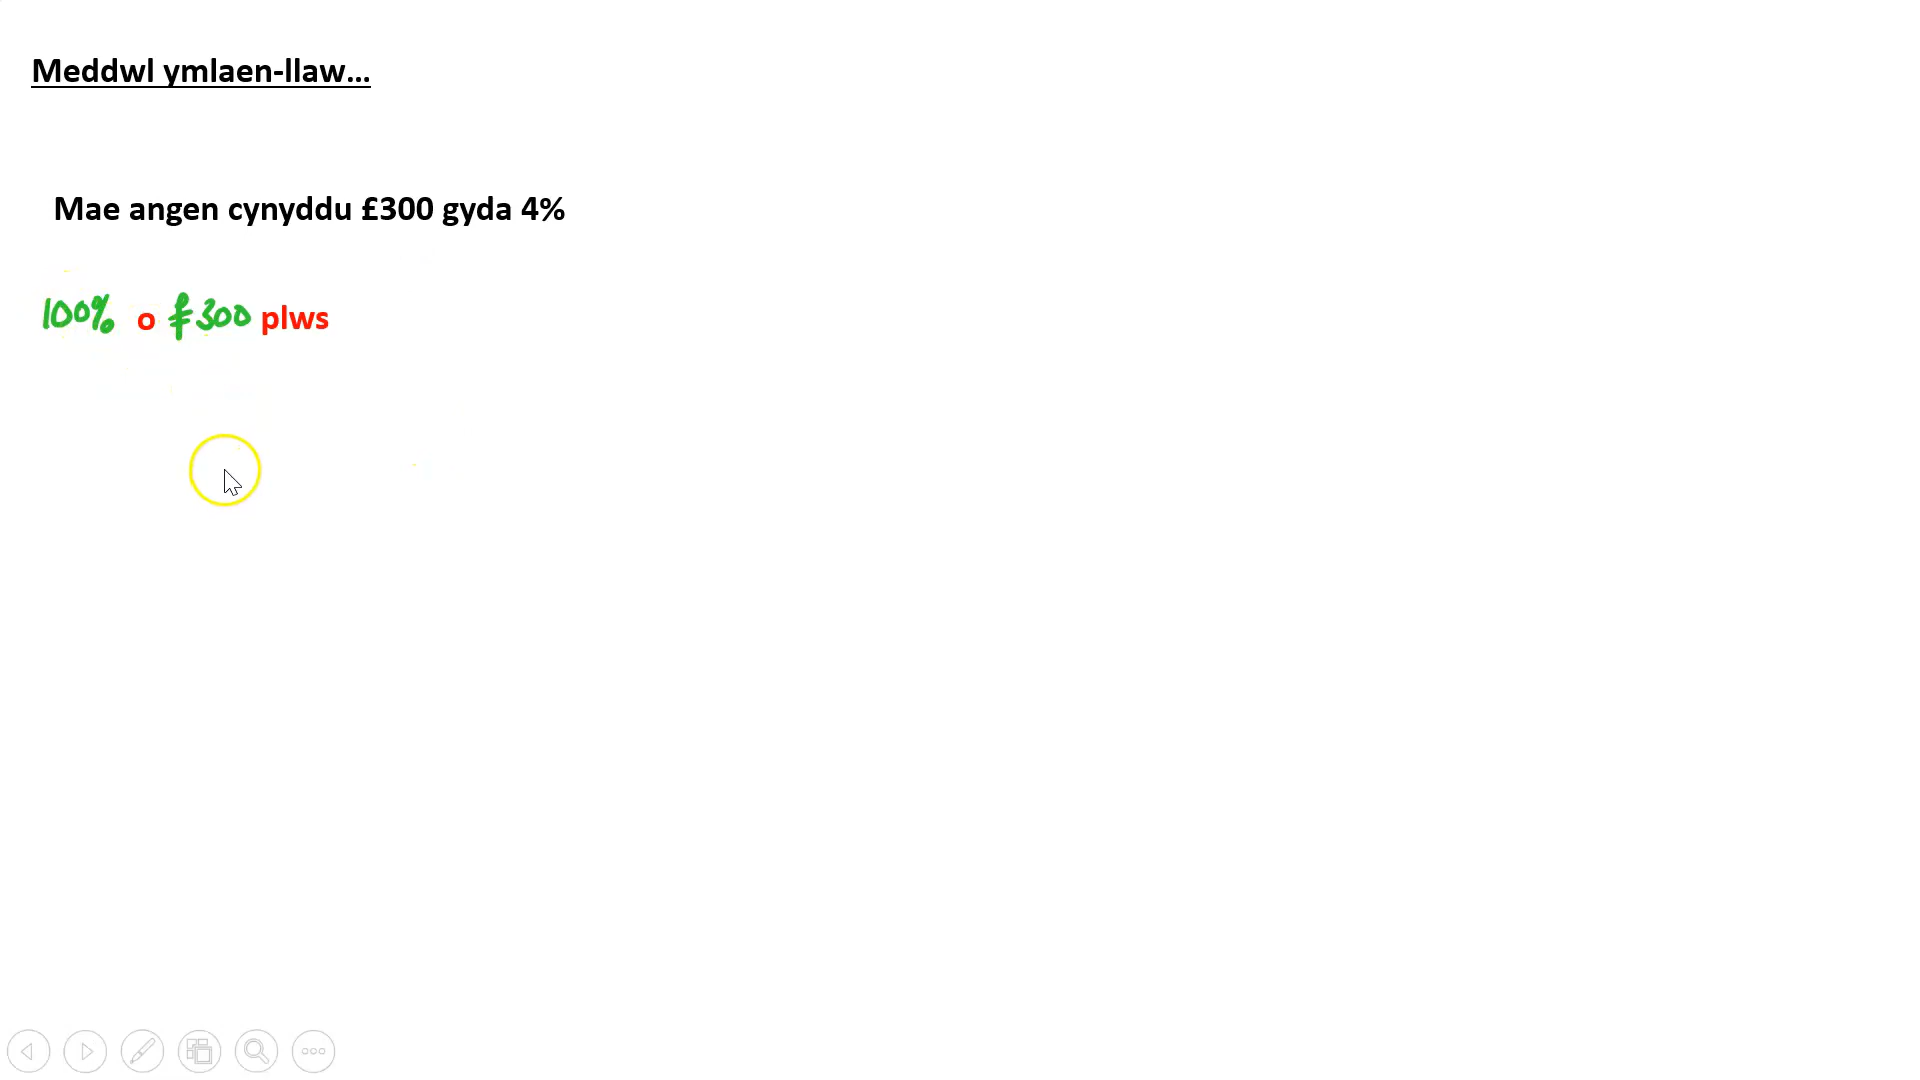 Meddwl ymlaen-llaw...
Mae angen cynyddu £300 gyda 4%
100% o £300 plws